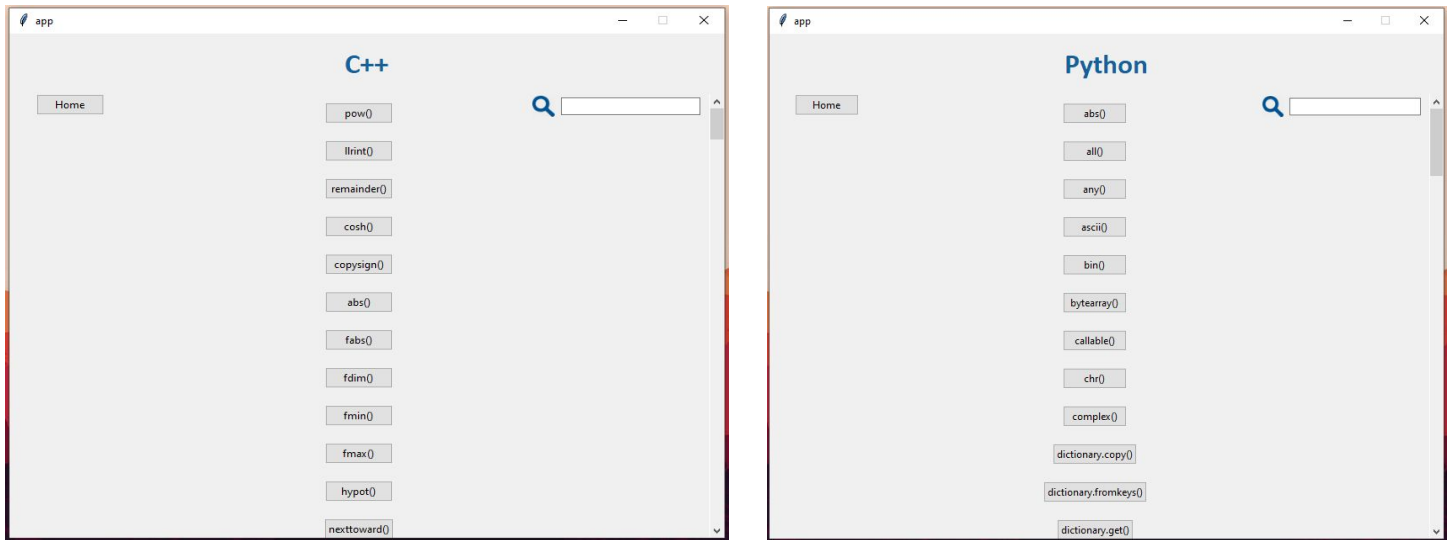 app
C++
Home
pow()
llrint()
remainder()
cosh()
copysign()
abs()
fabs()
fdim()
fmin()
fmax()
hypot()
nexttoward()
app
Python
Home
abs()
all()
any()
ascii()
bin()
bytearray()
callable()
chr()
complex()
dictionary.copy()
dictionary.fromkeys()
dictionary.get()